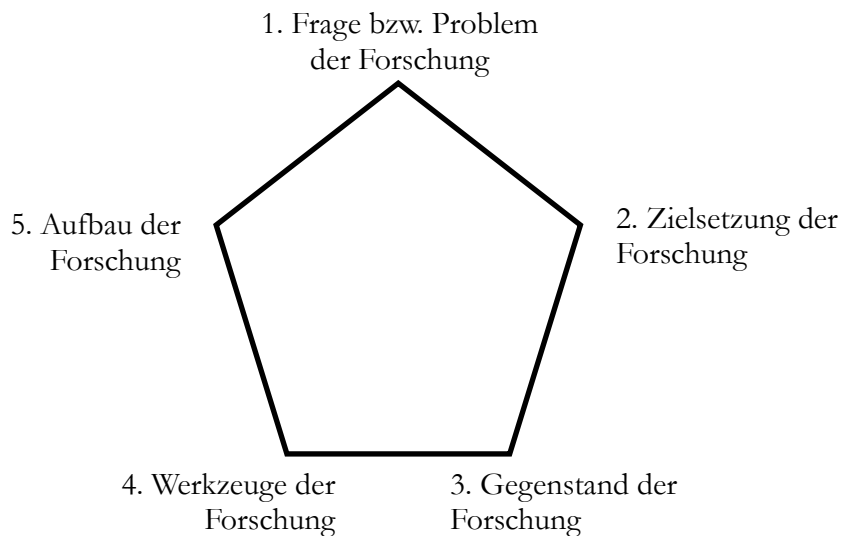 1. Frage bzw. Problem
der Forschung
2. Zielsetzung der
Forschung
3. Gegenstand der
Forschung
4. Werkzeuge der
Forschung
5. Aufbau der
Forschung